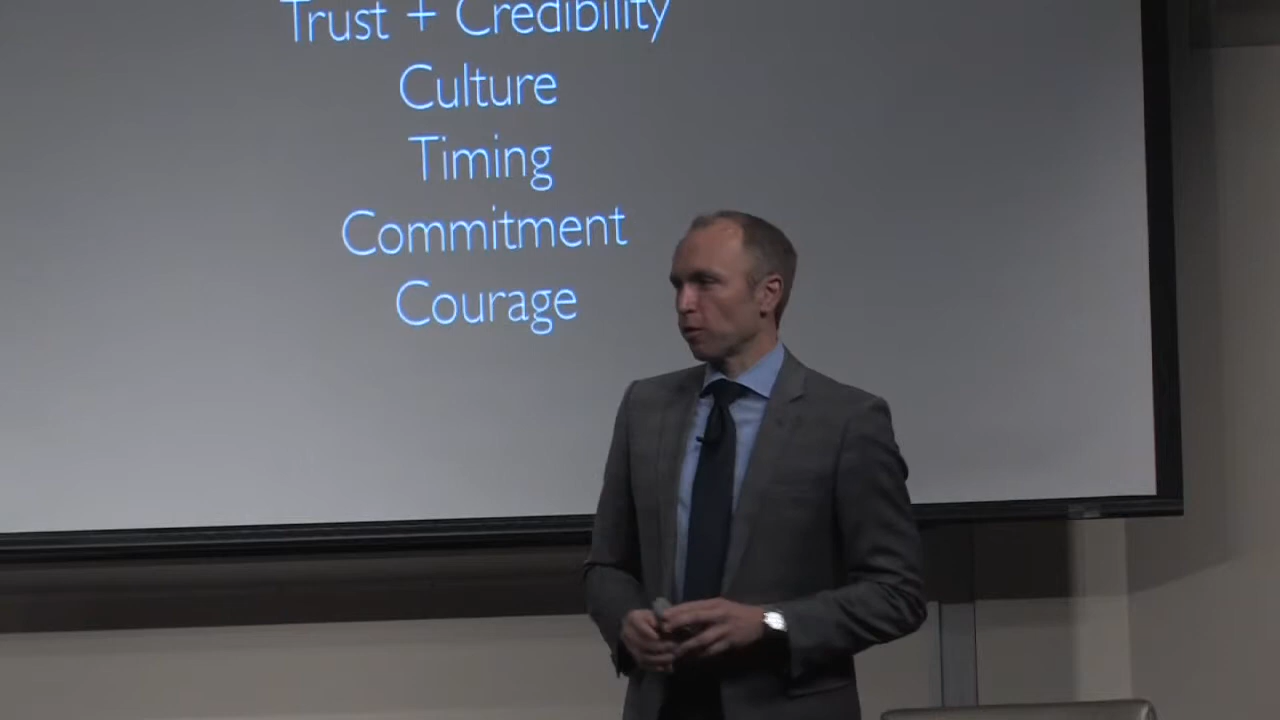 Trust + Credibility
Culture
Timing
Commitment
Courage